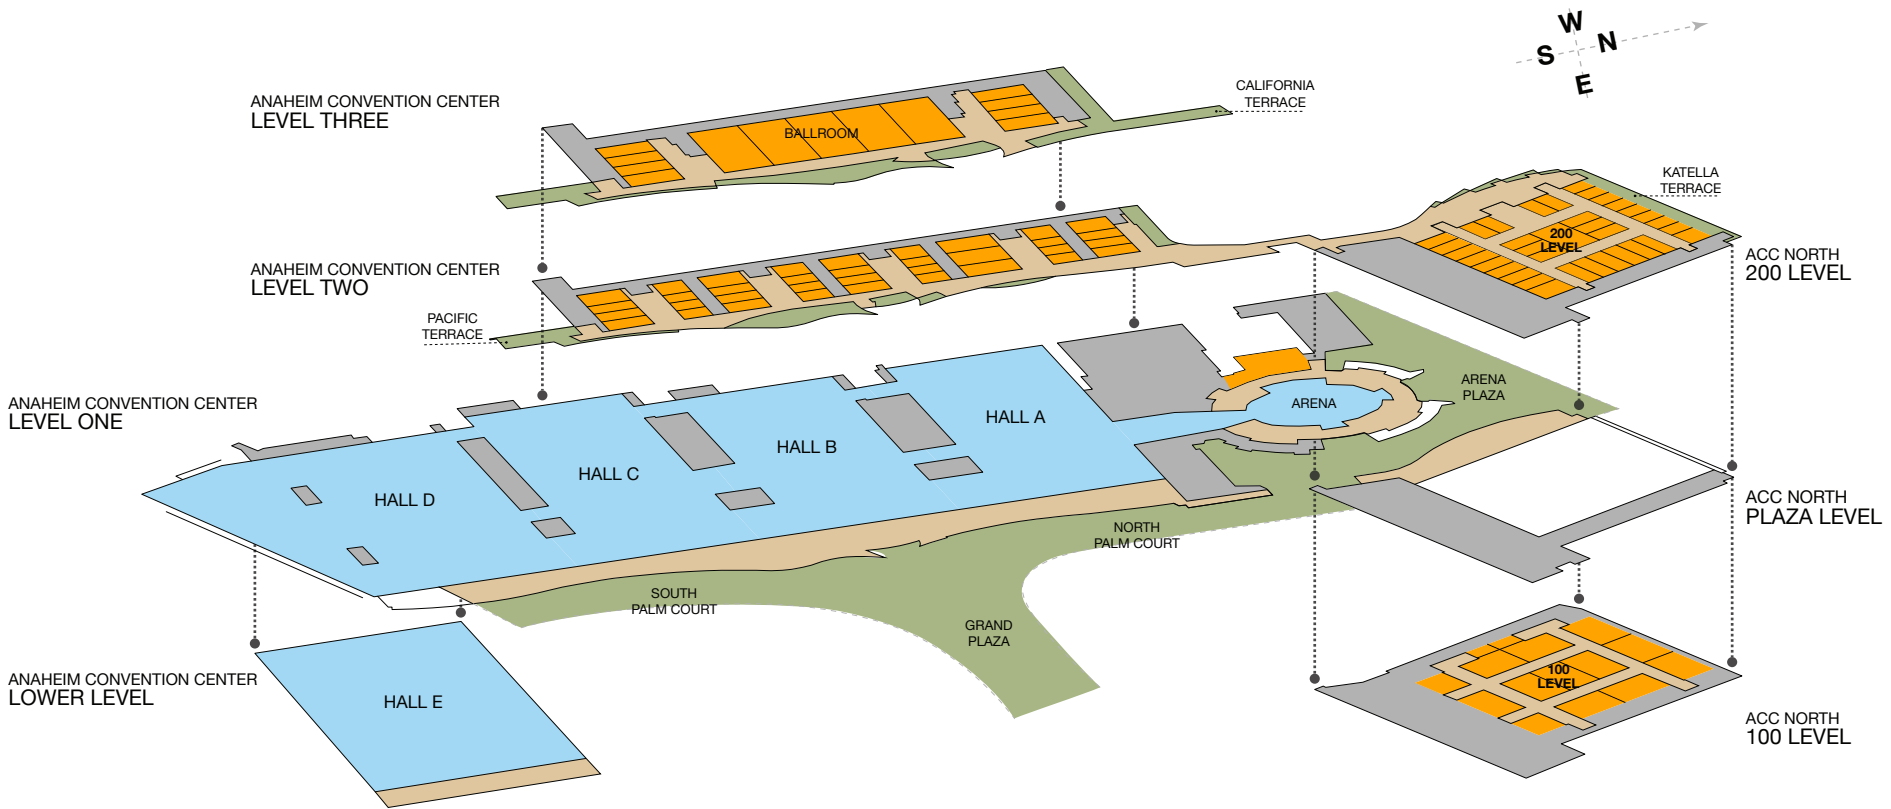 W
S
N
E
CALIFORNIA
TERRACE
ANAHEIM CONVENTION CENTER
LEVEL THREE
BALLROOM
KATELLA
TERRACE
200
LEVEL
ACC NORTH
200 LEVEL
ANAHEIM CONVENTION CENTER
LEVEL TWO
PACIFIC
TERRACE
ANAHEIM CONVENTION CENTER
LEVEL ONE
HALL A
HALL B
HALL C
HALL D
ARENA
ARENA
PLAZA
ACC NORTH
PLAZA LEVEL
NORTH
PALM COURT
SOUTH
PALM COURT
GRAND
PLAZA
ANAHEIM CONVENTION CENTER
LOWER LEVEL
HALL E
100
LEVEL
ACC NORTH
100 LEVEL